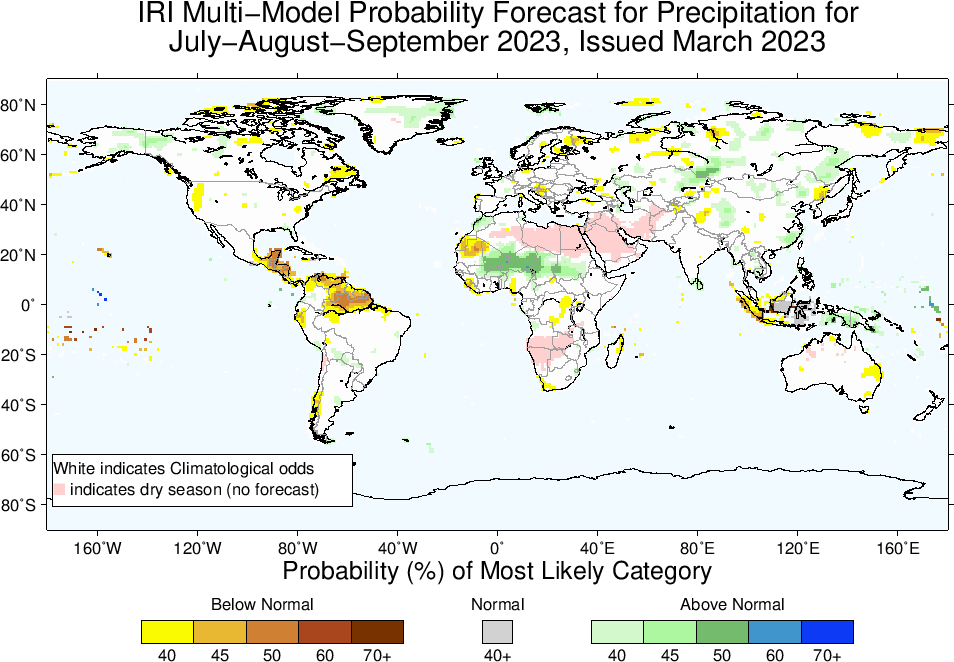 IRI Multi−Model Probability Forecast for Precipitation for
July−August−September 2023, Issued March 2023
80˚N
60˚N
40˚N
20˚N
0˚
20˚S
40˚S
60˚S
80˚S
White indicates Climatological odds
indicates dry season (no forecast)
160˚W 120˚W 80˚W 40˚W 0˚ 40˚E 80˚E 120˚E 160˚E
Probability (%) of Most Likely Category
Below Normal Normal Above Normal
40 45 50 60 70+ 40+ 40 45 50 60 70+